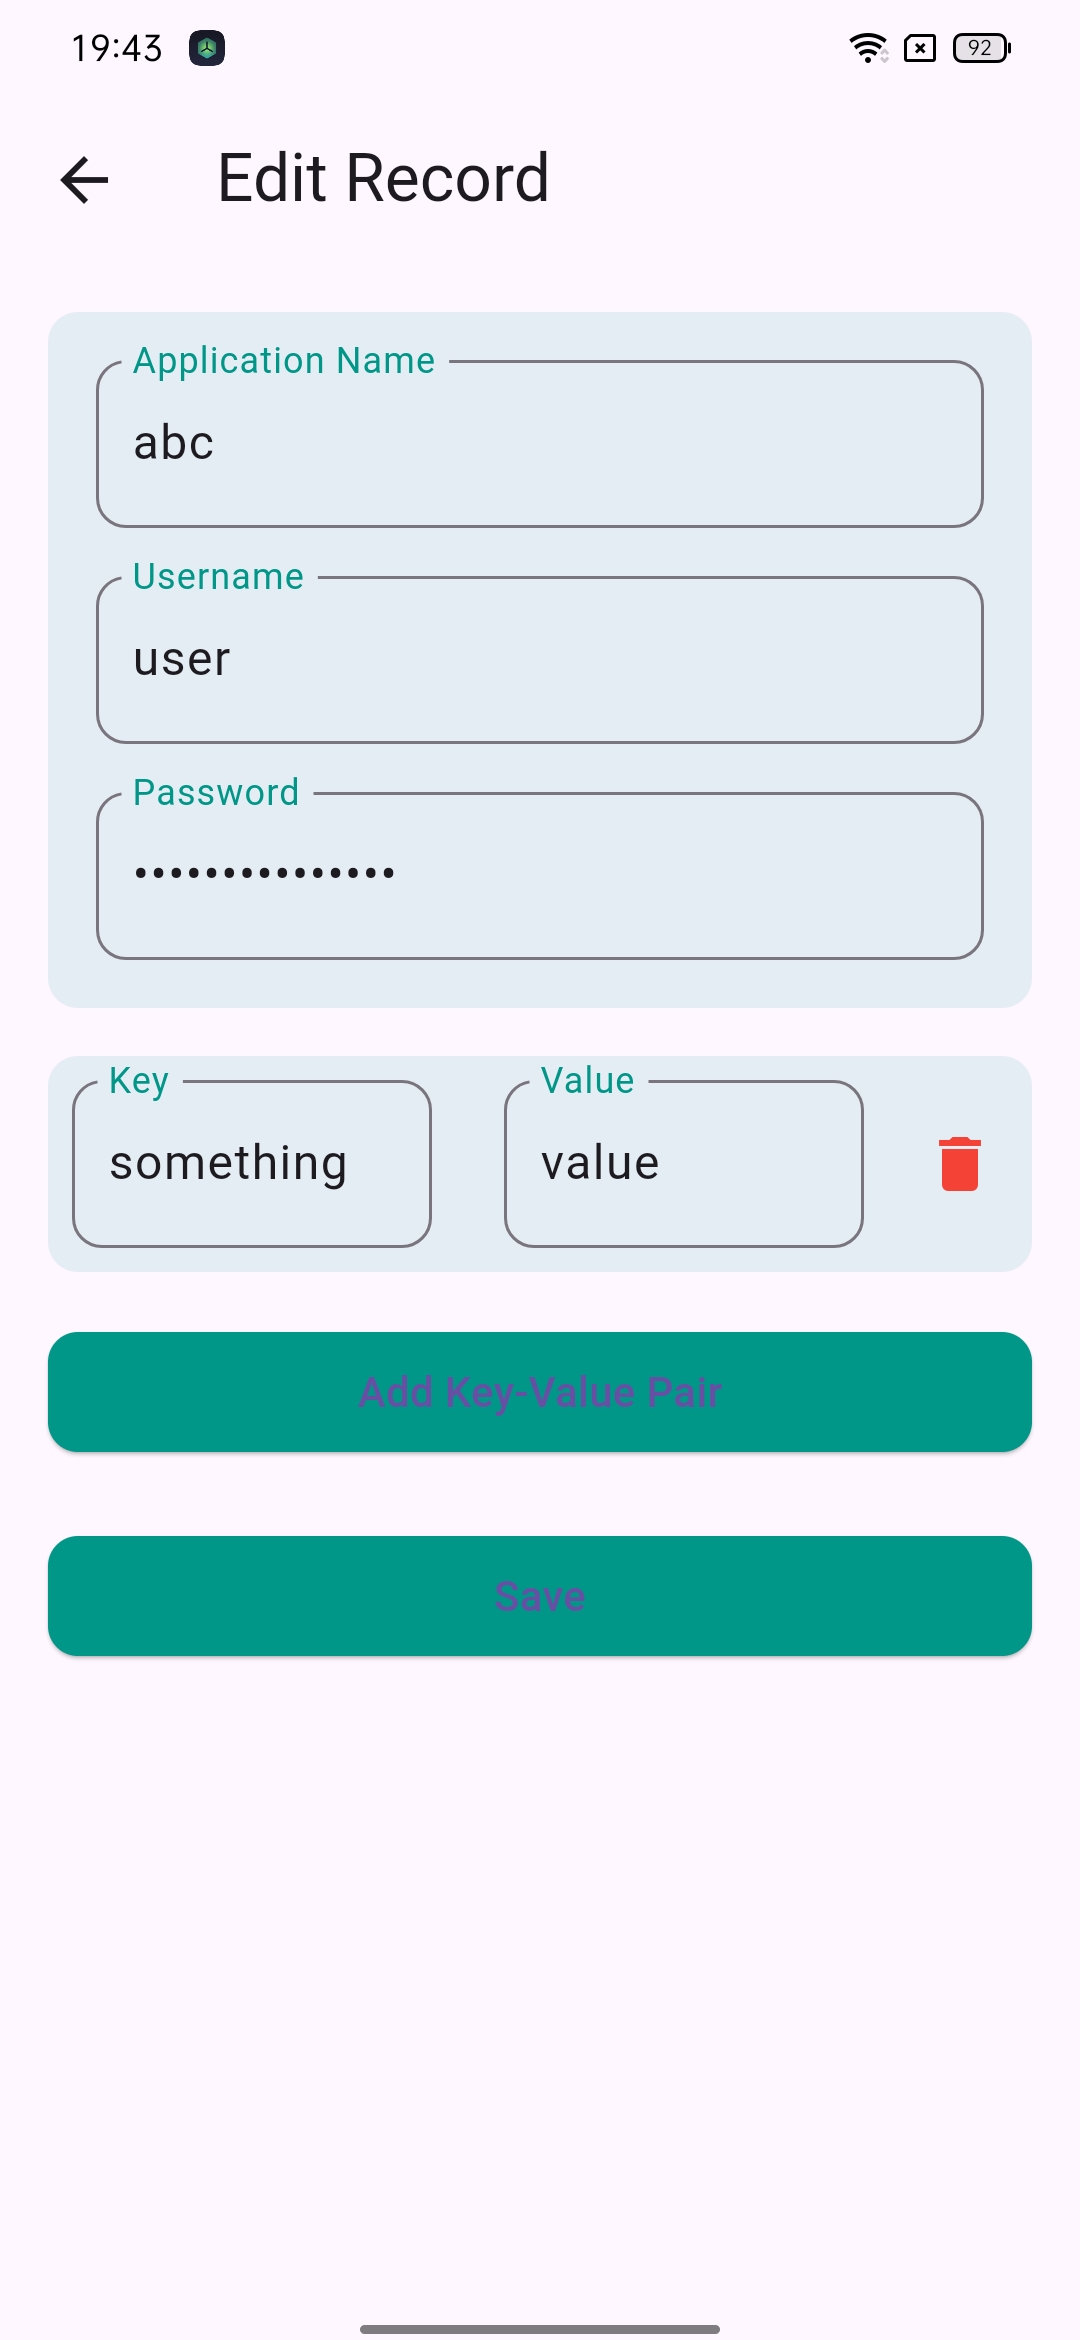 19:43
92
Edit Record
Application Name
abc
Username
user
Password
•••••••••••••••
Key
Value
something
value
Add Key-Value Pair
Save